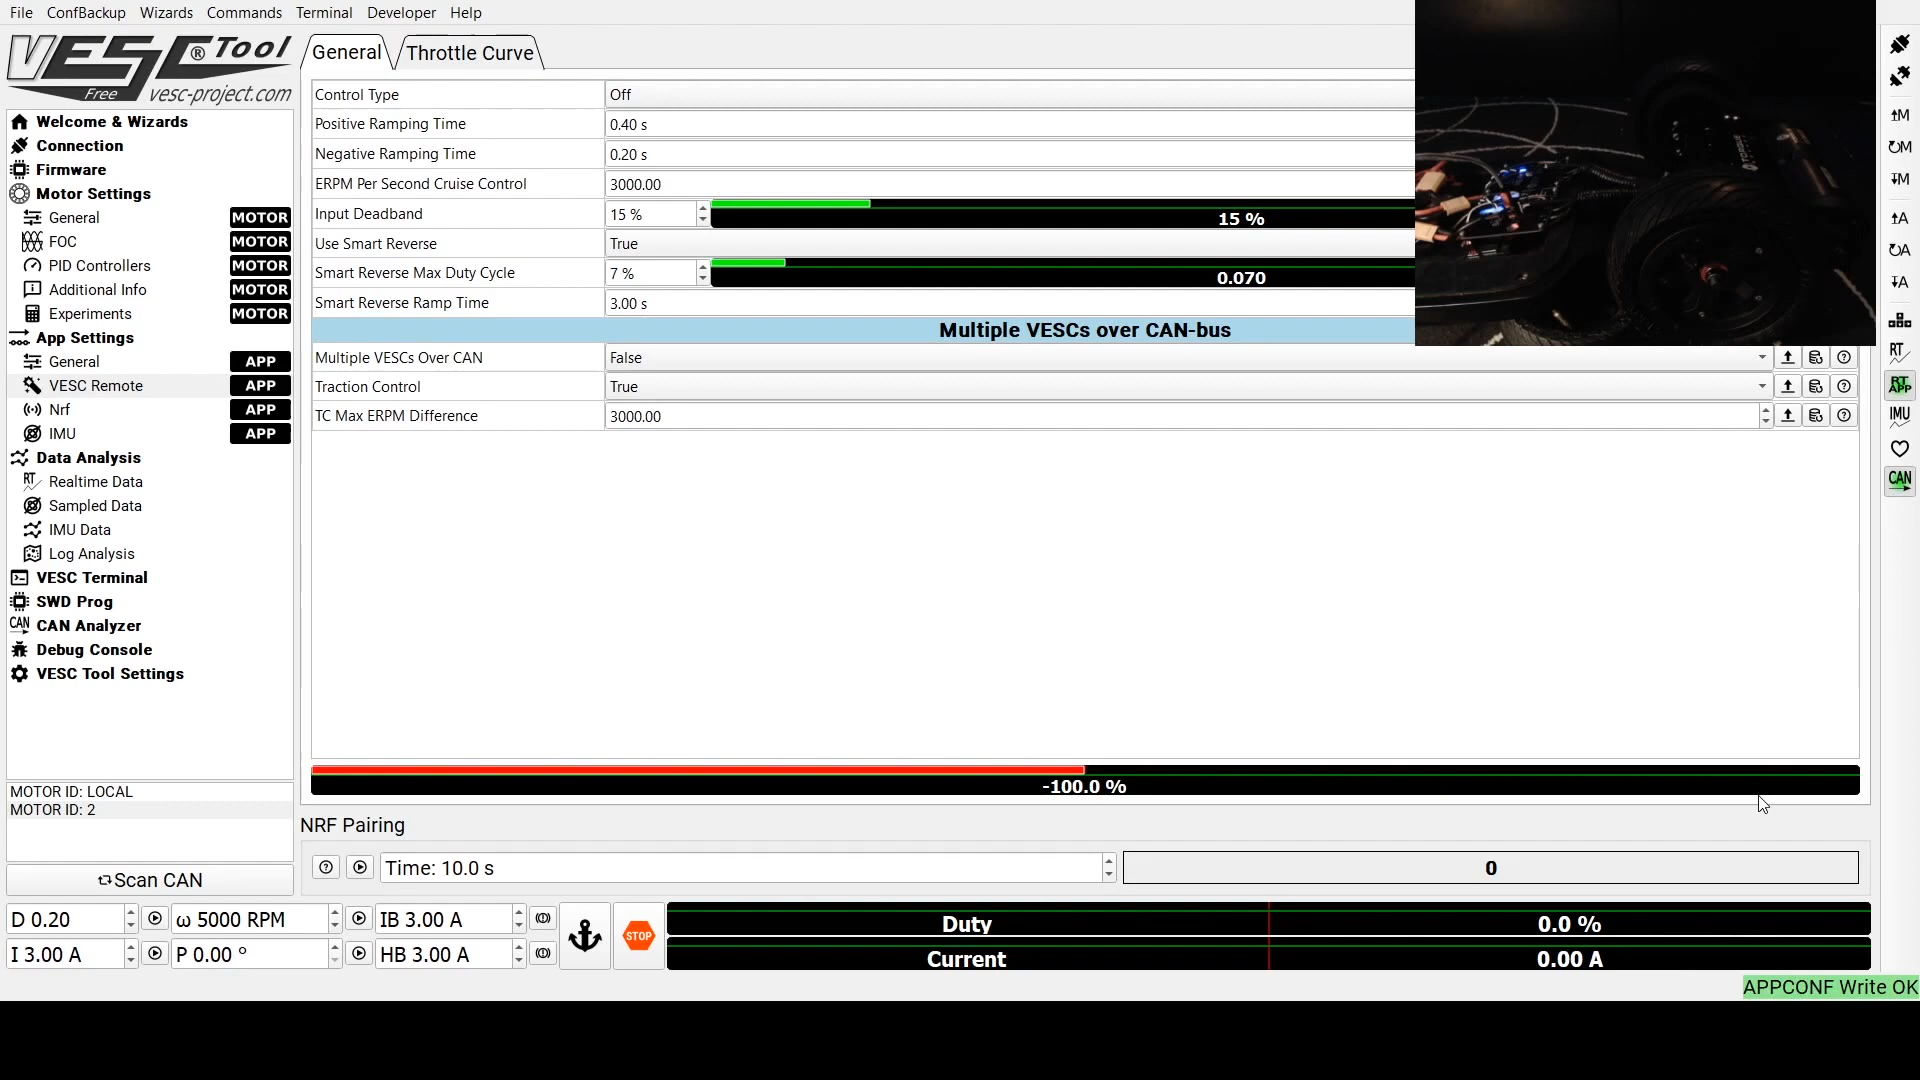 File ConfBackup Wizards Commands Terminal Developer Help
VESC® Tool
Free vesc-project.com
General Throttle Curve
Welcome & Wizards
Connection
Firmware
Motor Settings
General MOTOR
FOC MOTOR
PID Controllers MOTOR
Additional Info MOTOR
Experiments MOTOR
App Settings
General APP
VESC Remote APP
Nrf APP
IMU APP
Data Analysis
RT Realtime Data
Sampled Data
IMU Data
Log Analysis
VESC Terminal
SWD Prog
CAN CAN Analyzer
Debug Console
VESC Tool Settings
MOTOR ID: LOCAL
MOTOR ID: 2
Scan CAN
Control Type Off
Positive Ramping Time 0.40 s
Negative Ramping Time 0.20 s
ERPM Per Second Cruise Control 3000.00
Input Deadband 15 % 15 %
Use Smart Reverse True
Smart Reverse Max Duty Cycle 7 % 0.070
Smart Reverse Ramp Time 3.00 s
Multiple VESCs over CAN-bus
Multiple VESCs Over CAN False
Traction Control True
TC Max ERPM Difference 3000.00
-100.0 %
NRF Pairing
Time: 10.0 s 0
D 0.20 ω 5000 RPM IB 3.00 A
I 3.00 A P 0.00 ° HB 3.00 A
STOP
Duty 0.0 %
Current 0.00 A
M
M
M
A
A
A
RT
RT
APP
IMU
CAN
APPCONF Write OK